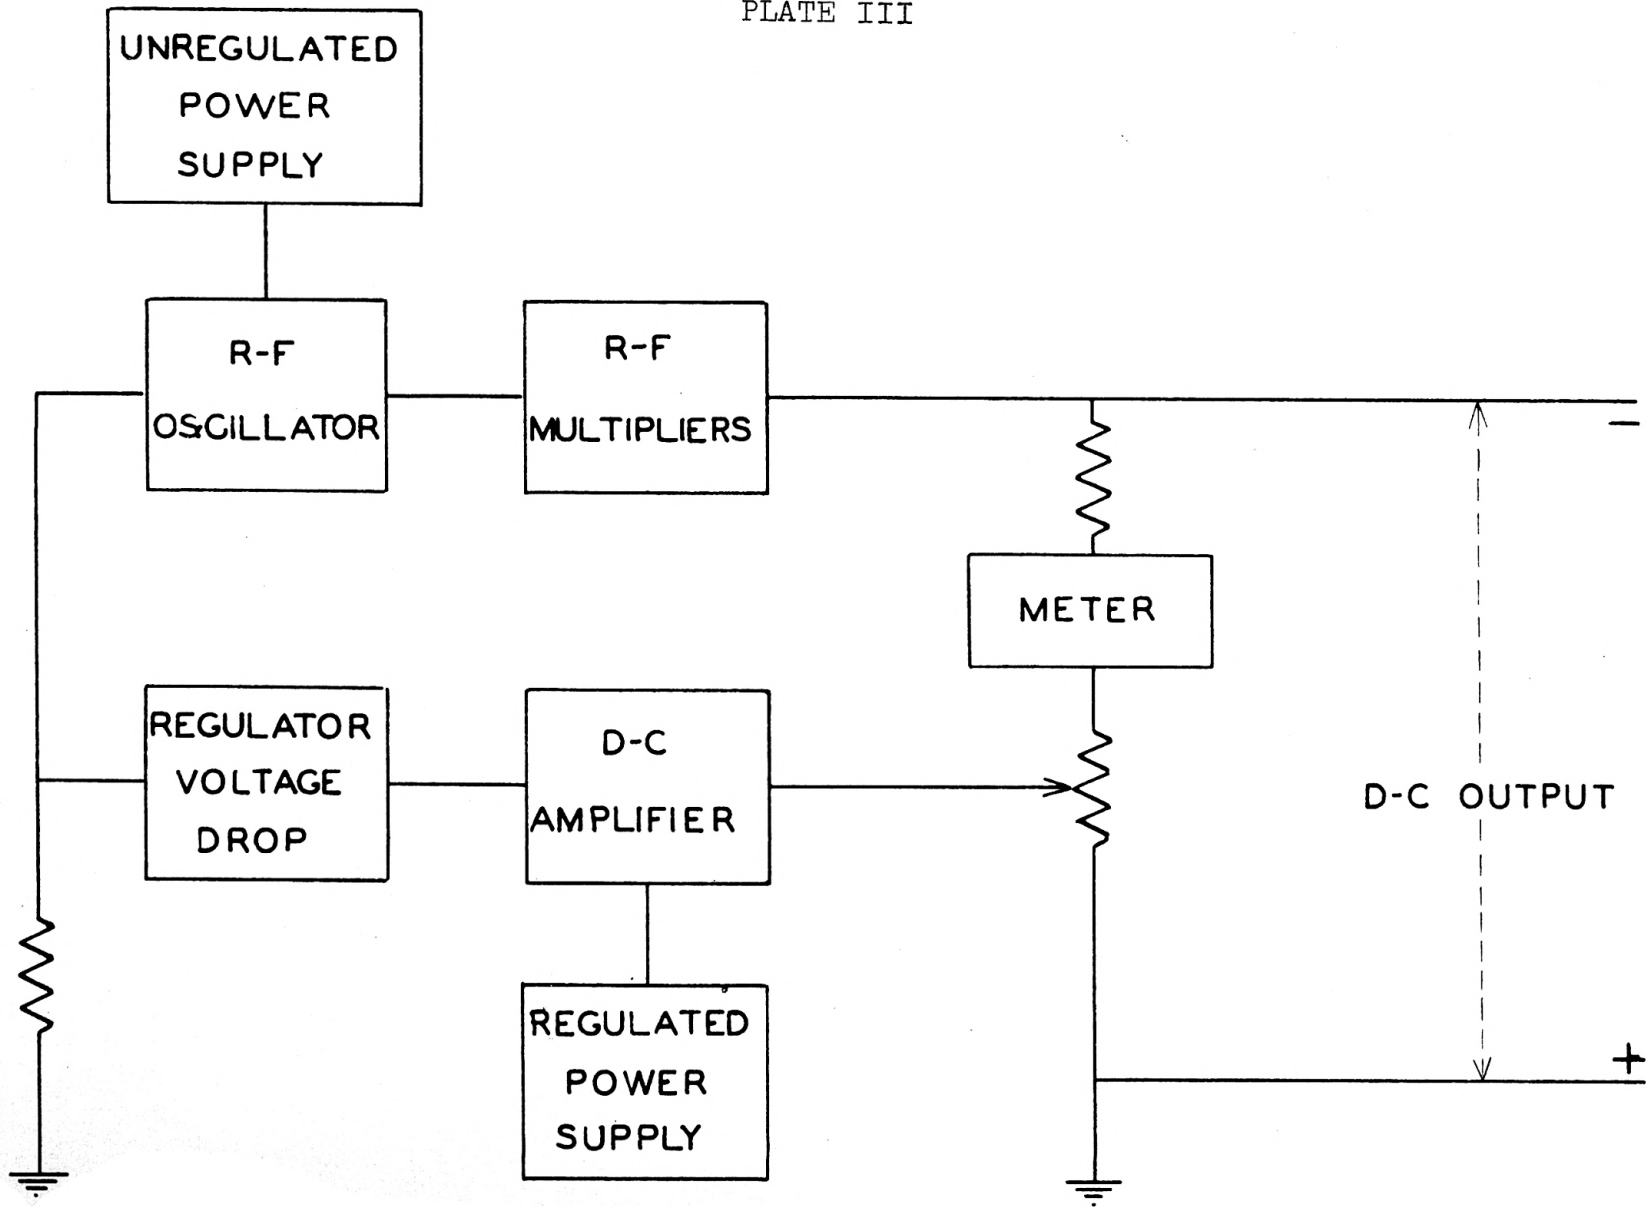 PLATE III
UNREGULATED
POWER
SUPPLY
R-F
OSCILLATOR
R-F
MULTIPLIERS
−
METER
REGULATOR
VOLTAGE
DROP
D-C
AMPLIFIER
D-C OUTPUT
REGULATED
POWER
SUPPLY
+